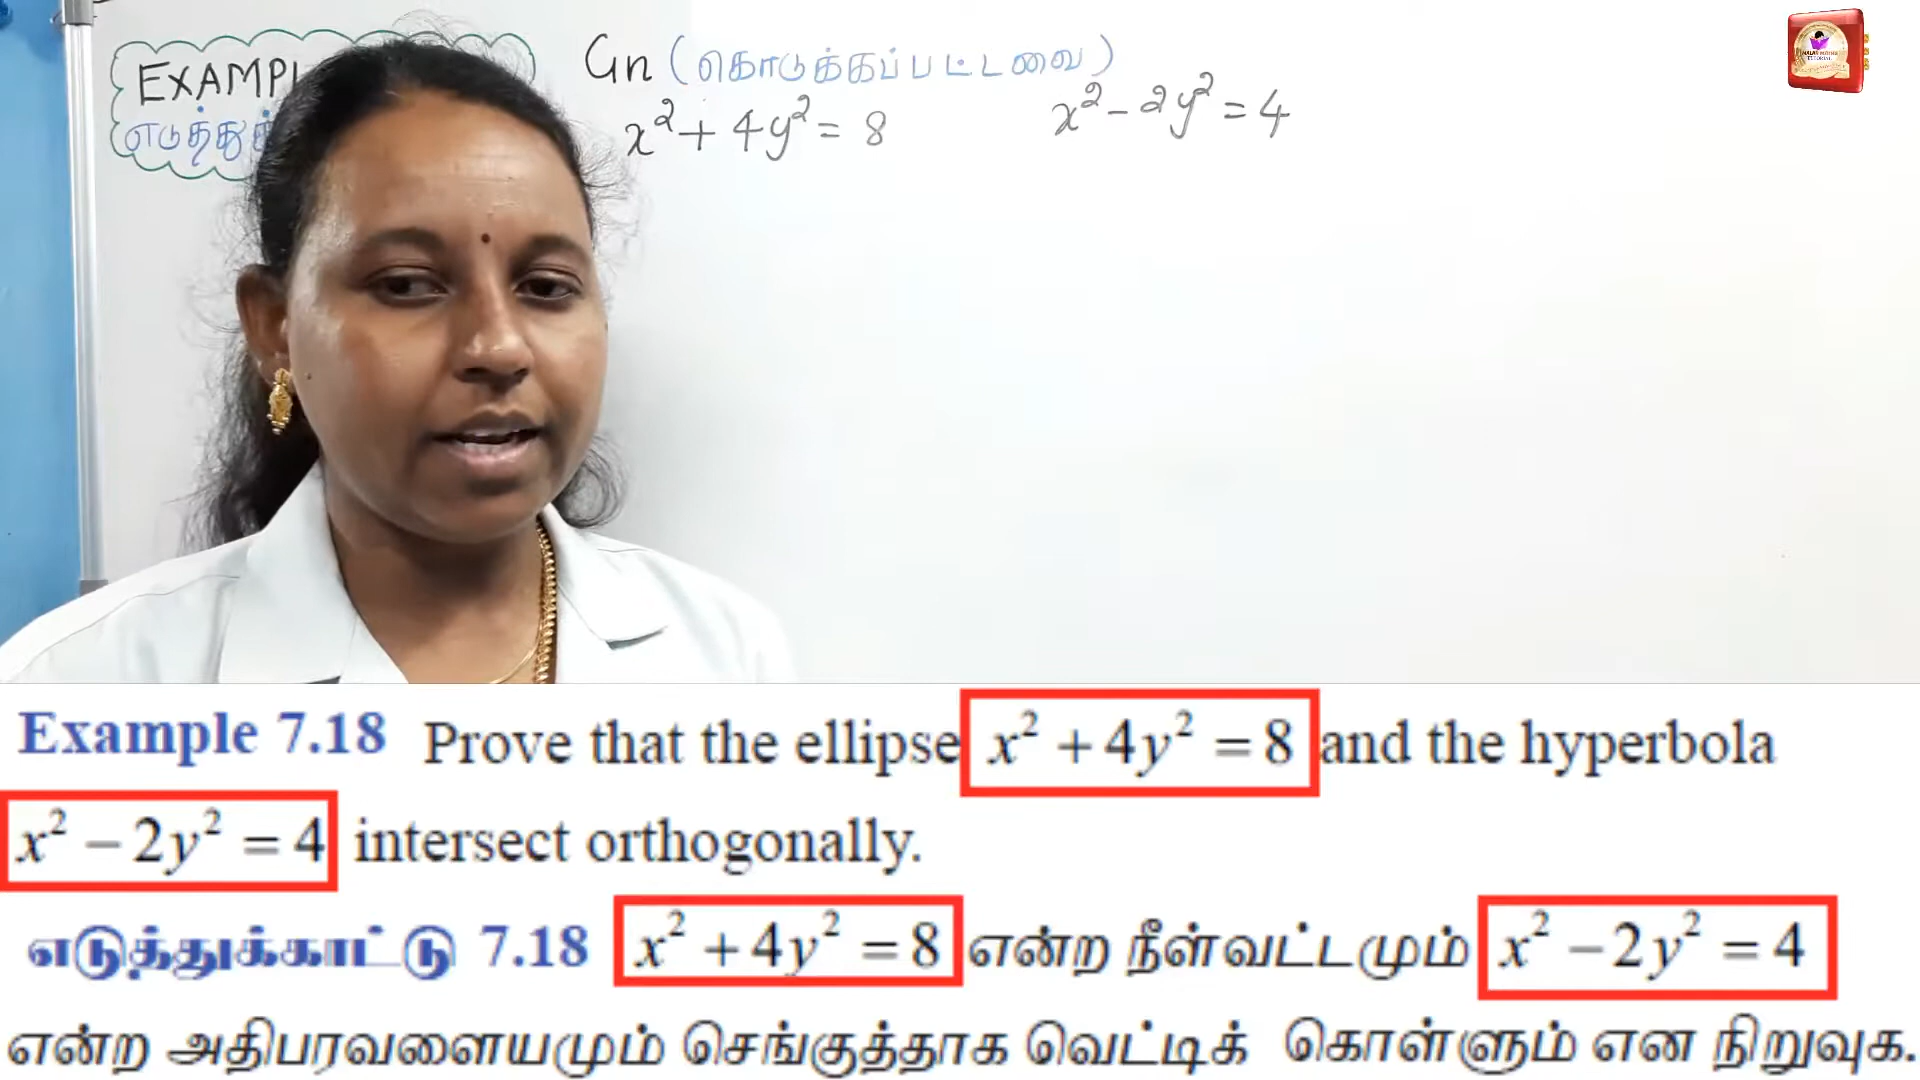 EXAMPL
எடுத்துக்
Gn (கொடுக்கப்பட்டவை)
x² + 4y² = 8
x² - 2y² = 4
Example 7.18 Prove that the ellipse x² + 4y² = 8 and the hyperbola
x² − 2y² = 4 intersect orthogonally.
எடுத்துக்காட்டு 7.18 x² + 4y² = 8 என்ற நீள்வட்டமும் x² − 2y² = 4
என்ற அதிபரவளையமும் செங்குத்தாக வெட்டிக் கொள்ளும் என நிறுவுக.